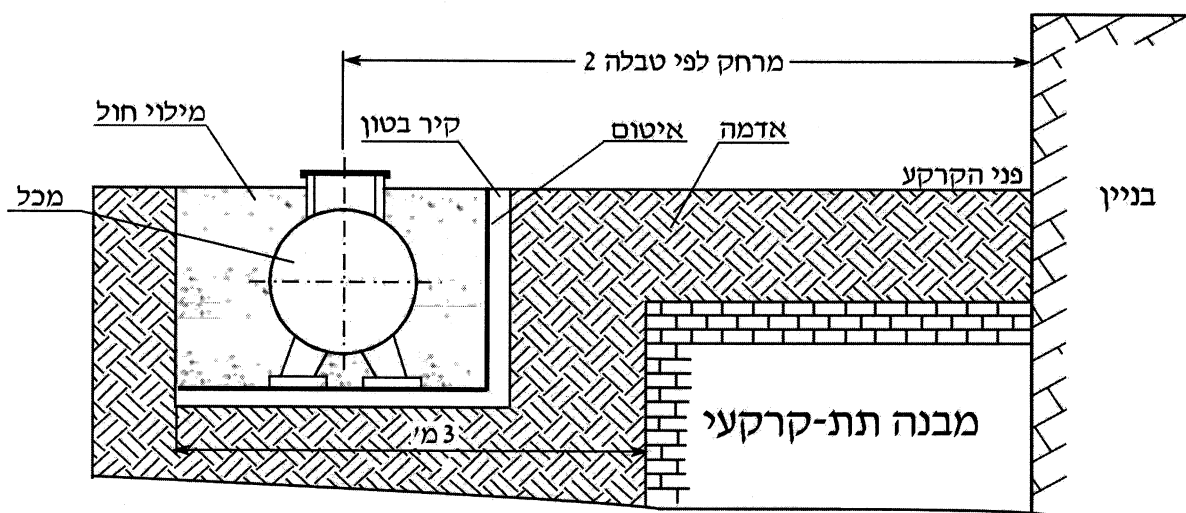 מרחק לפי טבלה 2
מילוי חול
קיר בטון
איטום
אדמה
פני הקרקע
מכל
בניין
מבנה תת-קרקעי
3 מ'